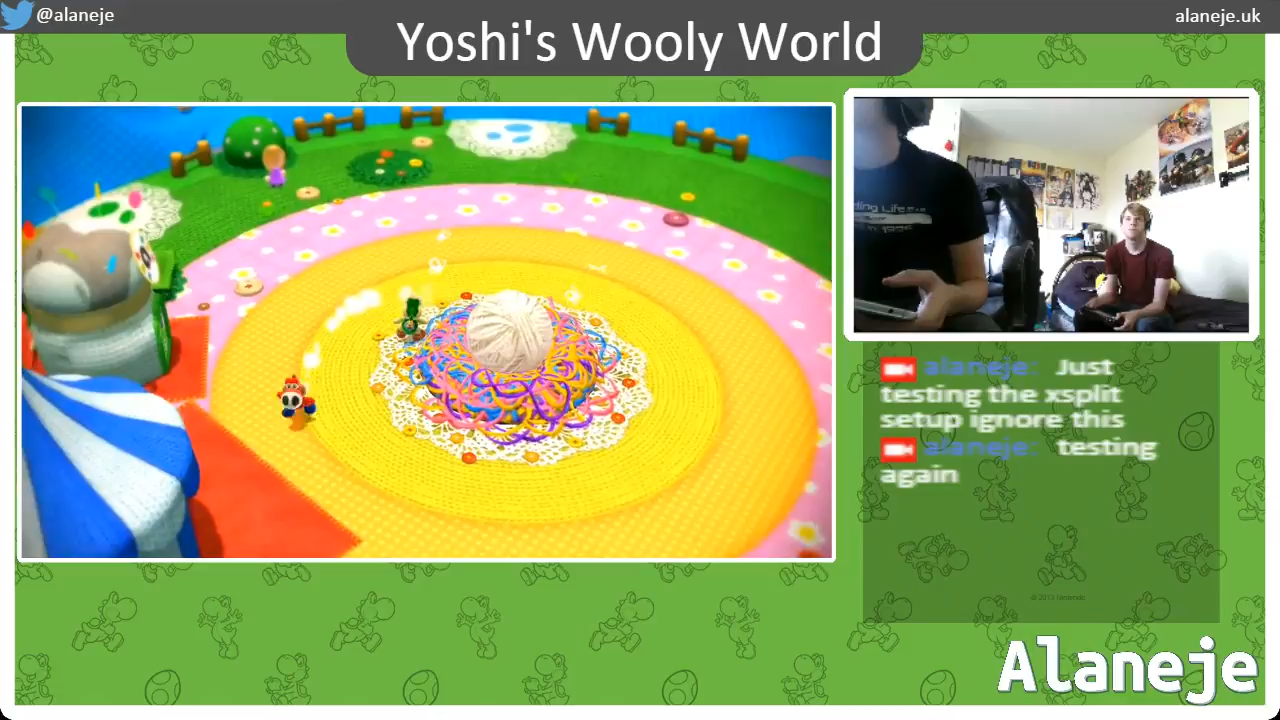 @alaneje
alaneje.uk
Yoshi's Wooly World
alaneje: Just
testing the xsplit
setup ignore this
alaneje: testing
again
Alaneje